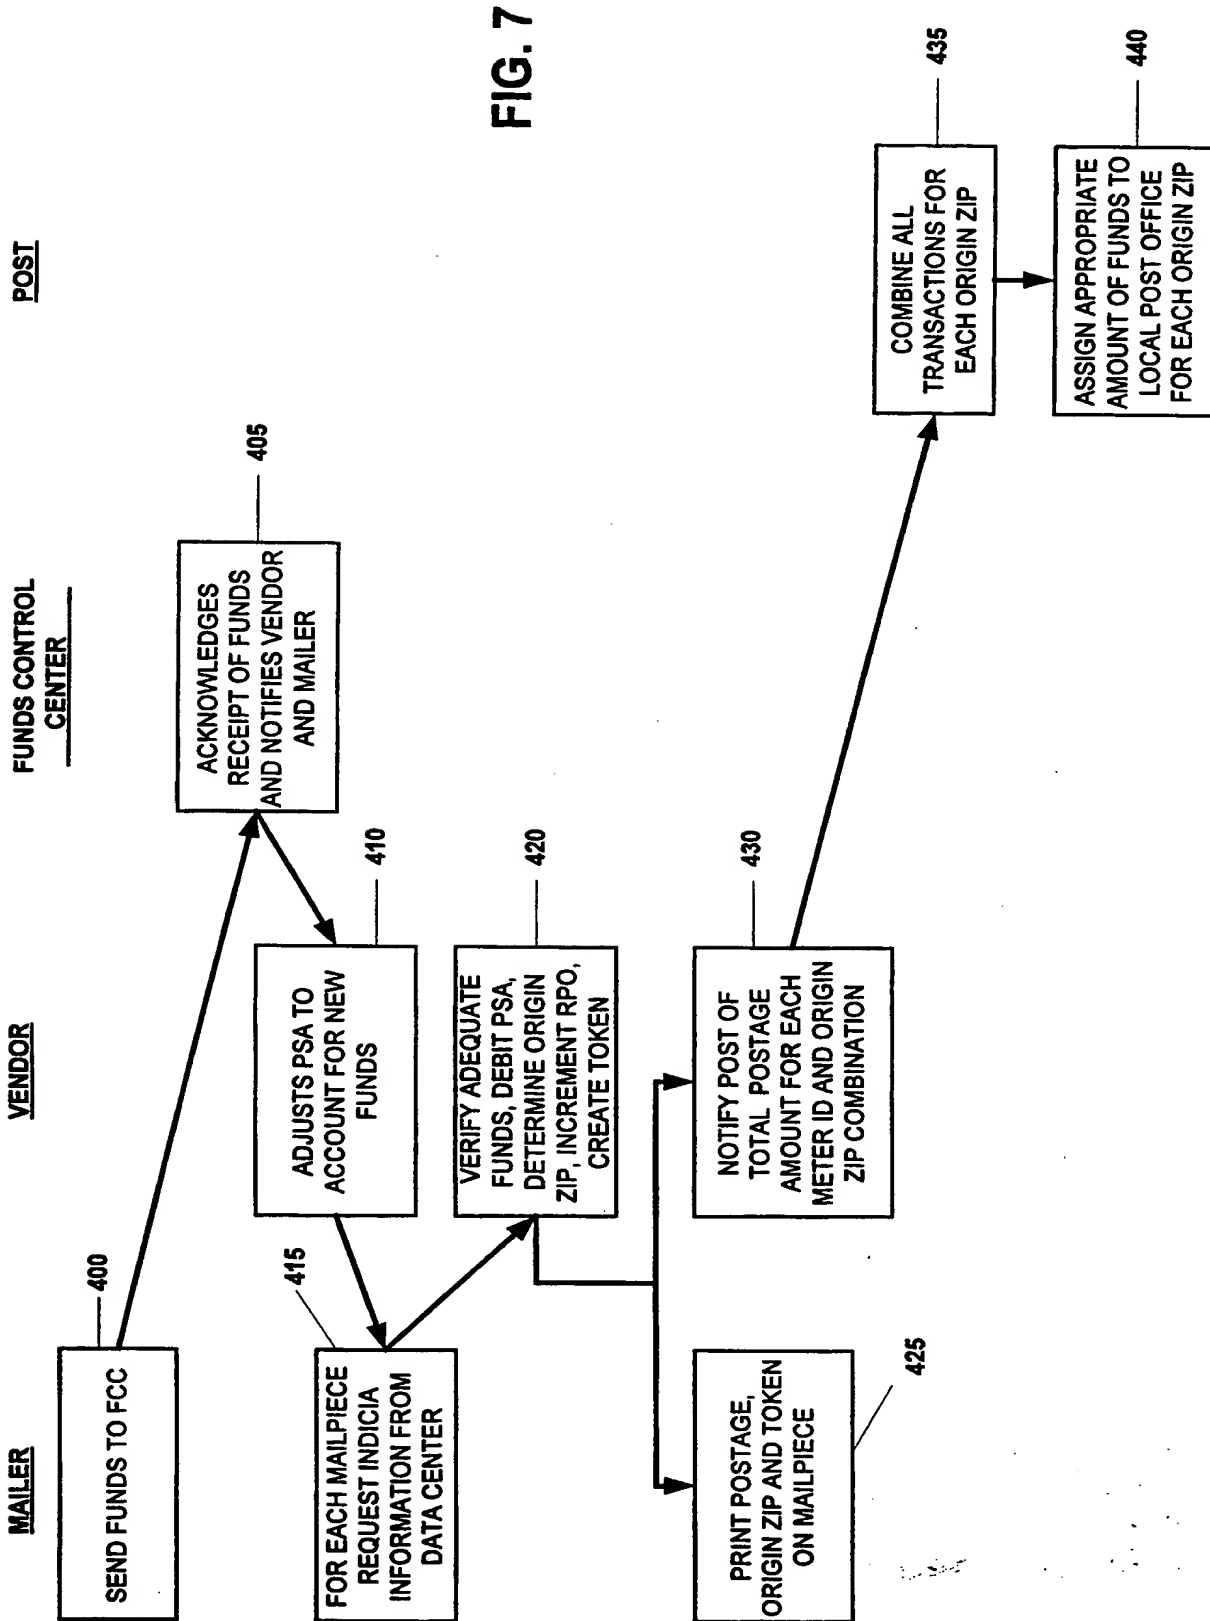 MAILER
VENDOR
FUNDS CONTROL
CENTER
POST
SEND FUNDS TO FCC
400
ACKNOWLEDGES
RECEIPT OF FUNDS
AND NOTIFIES VENDOR
AND MAILER
405
ADJUSTS PSA TO
ACCOUNT FOR NEW
FUNDS
410
FOR EACH MAILPIECE
REQUEST INDICIA
INFORMATION FROM
DATA CENTER
415
VERIFY ADEQUATE
FUNDS, DEBIT PSA,
DETERMINE ORIGIN
ZIP, INCREMENT RPO,
CREATE TOKEN
420
PRINT POSTAGE,
ORIGIN ZIP AND TOKEN
ON MAILPIECE
425
NOTIFY POST OF
TOTAL POSTAGE
AMOUNT FOR EACH
METER ID AND ORIGIN
ZIP COMBINATION
430
COMBINE ALL
TRANSACTIONS FOR
EACH ORIGIN ZIP
435
ASSIGN APPROPRIATE
AMOUNT OF FUNDS TO
LOCAL POST OFFICE
FOR EACH ORIGIN ZIP
440
FIG. 7